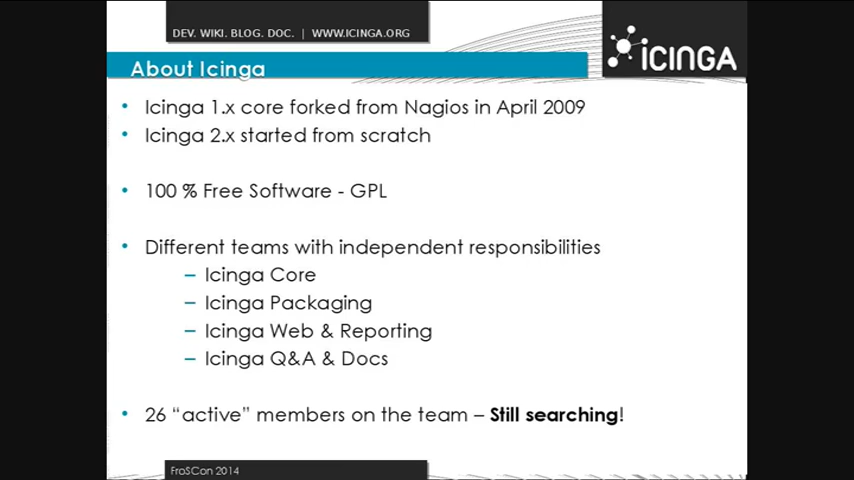 DEV. WIKI. BLOG. DOC. | WWW.ICINGA.ORG
ICINGA
About Icinga
• Icinga 1.x core forked from Nagios in April 2009
• Icinga 2.x started from scratch
• 100 % Free Software - GPL
• Different teams with independent responsibilities
– Icinga Core
– Icinga Packaging
– Icinga Web & Reporting
– Icinga Q&A & Docs
• 26 “active” members on the team – Still searching!
FroSCon 2014